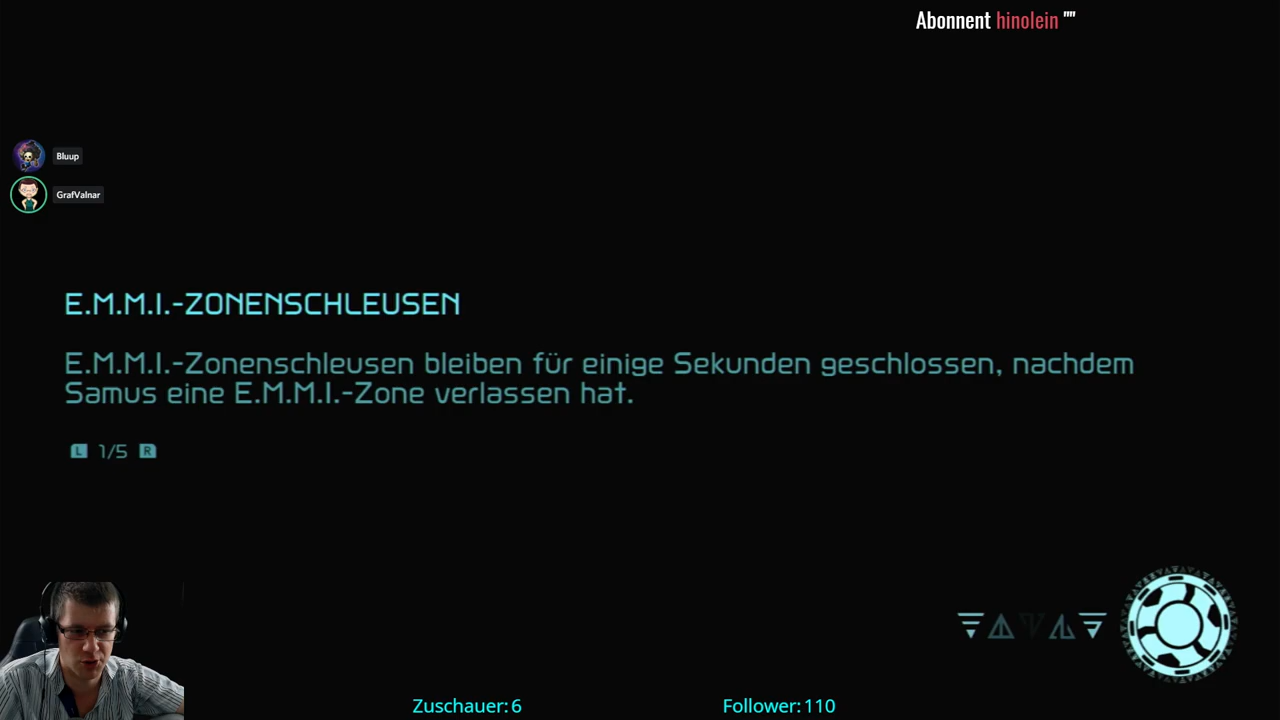 Abonnent hinolein ""
Bluup
GrafValnar
E.M.M.I.-ZONENSCHLEUSEN
E.M.M.I.-Zonenschleusen bleiben für einige Sekunden geschlossen, nachdem
Samus eine E.M.M.I.-Zone verlassen hat.
L 1/5 R
Zuschauer: 6
Follower: 110